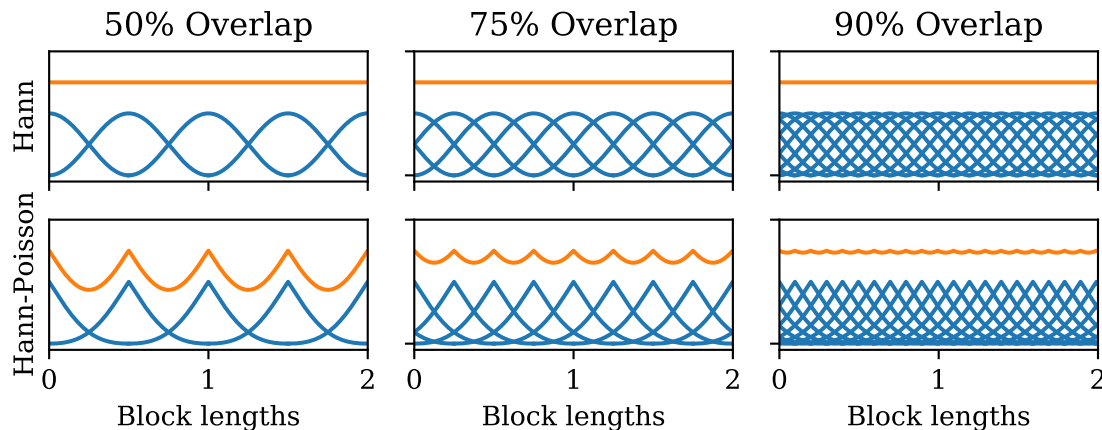 50% Overlap
75% Overlap
90% Overlap
Hann
Hann-Poisson
0
1
2
0
1
2
0
1
2
Block lengths
Block lengths
Block lengths